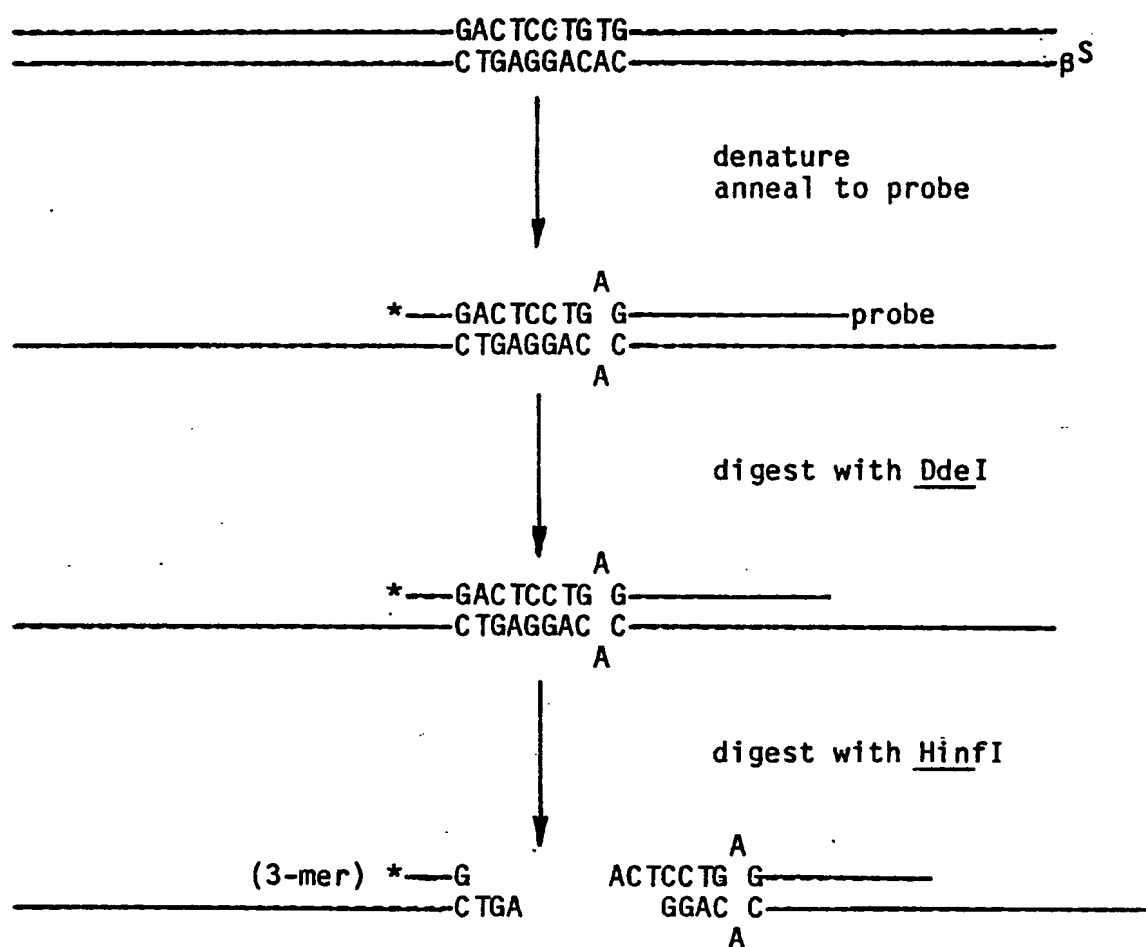 GACTCCTGTG
CTGAGGACAC βS
denature
anneal to probe
A
*—GACTCCTG G—probe
CTGAGGAC C
A
digest with DdeI
A
*—GACTCCTG G
CTGAGGAC C
A
digest with HinfI
A
(3-mer) *—G ACTCCTG G
CTGA GGAC C
A